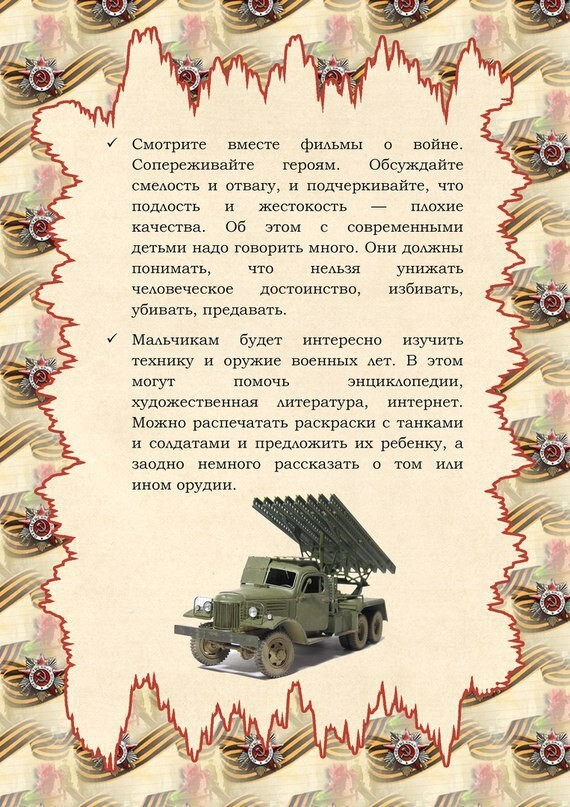 ✓ Смотрите вместе фильмы о войне.
Сопереживайте героям. Обсуждайте
смелость и отвагу, и подчеркивайте, что
подлость и жестокость — плохие
качества. Об этом с современными
детьми надо говорить много. Они должны
понимать, что нельзя унижать
человеческое достоинство, избивать,
убивать, предавать.
✓ Мальчикам будет интересно изучить
технику и оружие военных лет. В этом
могут помочь энциклопедии,
художественная литература, интернет.
Можно распечатать раскраски с танками
и солдатами и предложить их ребенку, а
заодно немного рассказать о том или
ином орудии.